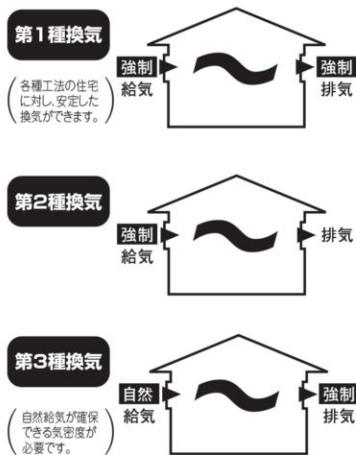 第1種換気
各種工法の住宅
に対し、安定した
換気ができます。
強制
給気
強制
排気
第2種換気
強制
給気
排気
第3種換気
自然給気が確保
できる気密度が
必要です。
自然
給気
強制
排気